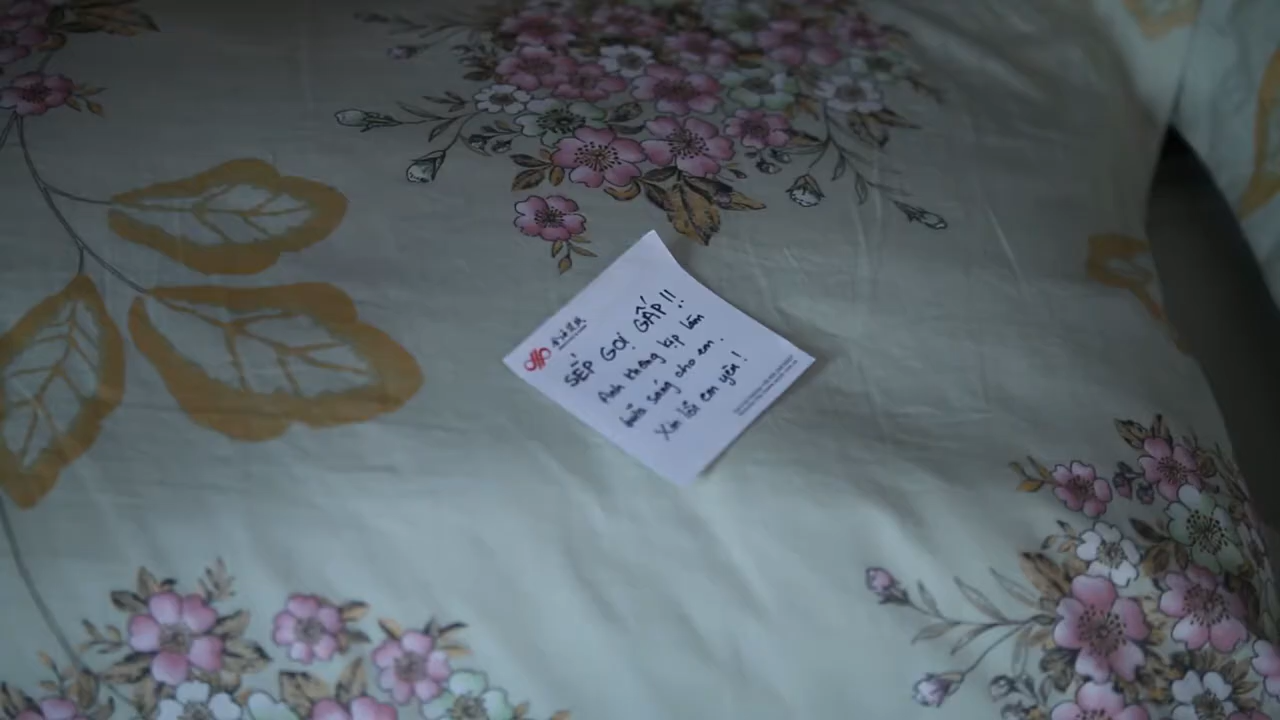 SẾP GỌI GẤP!!
Anh không kịp làm
bữa sáng cho em.
Xin lỗi em yêu!